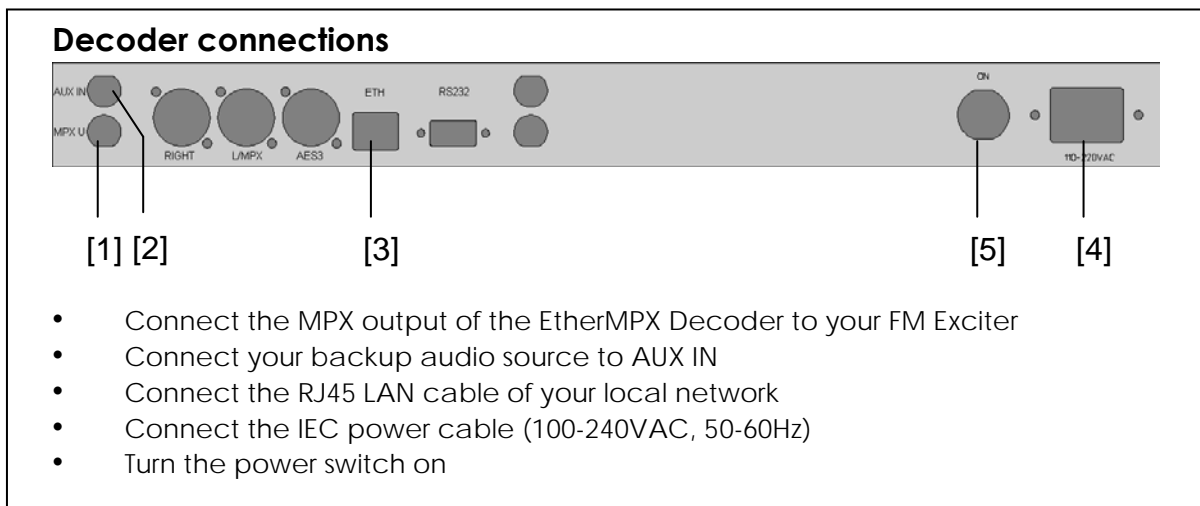 Decoder connections
AUX IN
MPX U
RIGHT
L/MPX
AES3
ETH
RS232
ON
110-220VAC
[1] [2]
[3]
[5]
[4]
• Connect the MPX output of the EtherMPX Decoder to your FM Exciter
• Connect your backup audio source to AUX IN
• Connect the RJ45 LAN cable of your local network
• Connect the IEC power cable (100-240VAC, 50-60Hz)
• Turn the power switch on